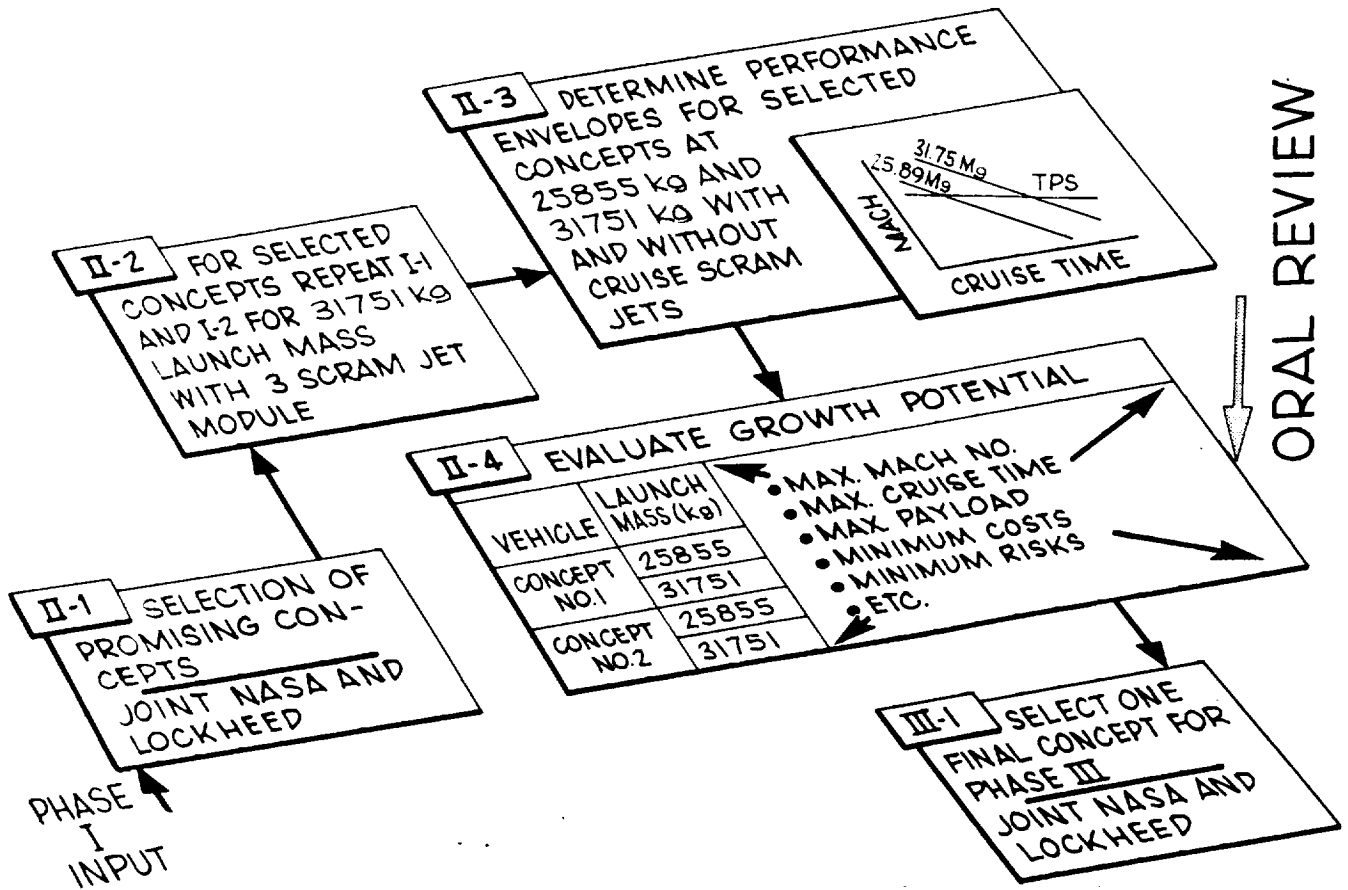 II-3 DETERMINE PERFORMANCE
ENVELOPES FOR SELECTED
CONCEPTS AT
25855 kg AND
31751 kg WITH
AND WITHOUT
CRUISE SCRAM
JETS
31.75 Mg
25.89 Mg
TPS
MACH
CRUISE TIME
ORAL REVIEW
II-2 FOR SELECTED
CONCEPTS REPEAT I-1
AND I-2 FOR 31751 kg
LAUNCH MASS
WITH 3 SCRAM JET
MODULE
II-4 EVALUATE GROWTH POTENTIAL
VEHICLE
LAUNCH
MASS (kg)
CONCEPT
NO.1
25855
31751
CONCEPT
NO.2
25855
31751
• MAX. MACH NO.
• MAX. CRUISE TIME
• MAX. PAYLOAD
• MINIMUM COSTS
• MINIMUM RISKS
• ETC.
II-1 SELECTION OF
PROMISING CON-
CEPTS
JOINT NASA AND
LOCKHEED
PHASE
I
INPUT
III-1 SELECT ONE
FINAL CONCEPT FOR
PHASE III
JOINT NASA AND
LOCKHEED